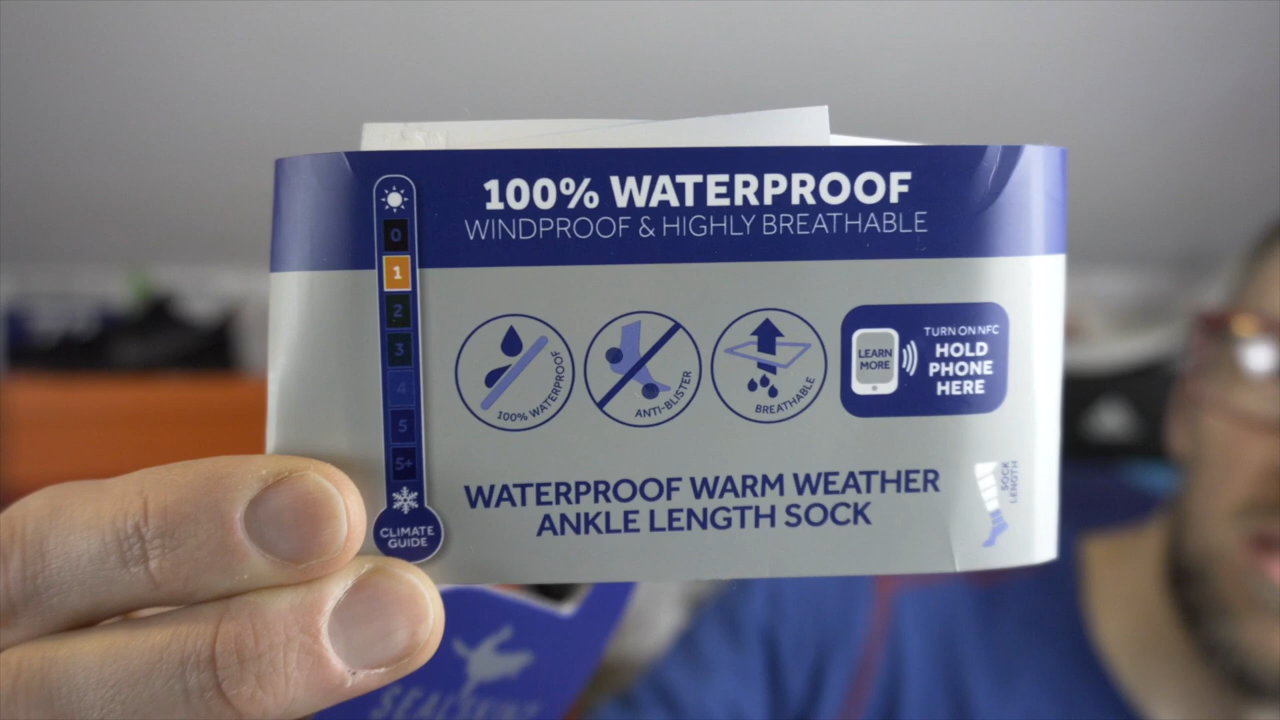 100% WATERPROOF
WINDPROOF & HIGHLY BREATHABLE
0
1
2
3
4
5
5+
CLIMATE
GUIDE
100% WATERPROOF
ANTI-BLISTER
BREATHABLE
LEARN
MORE
TURN ON NFC
HOLD
PHONE
HERE
WATERPROOF WARM WEATHER
ANKLE LENGTH SOCK
SOCK
LENGTH
SEALSKINZ